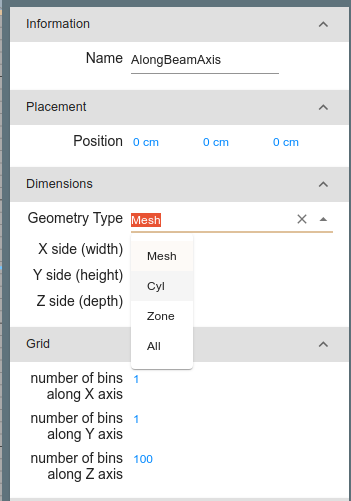 Information
Name AlongBeamAxis
Placement
Position 0 cm 0 cm 0 cm
Dimensions
Geometry Type Mesh
X side (width)
Y side (height)
Z side (depth)
Mesh
Cyl
Zone
All
Grid
number of bins
along X axis
1
number of bins
along Y axis
1
number of bins
along Z axis
100